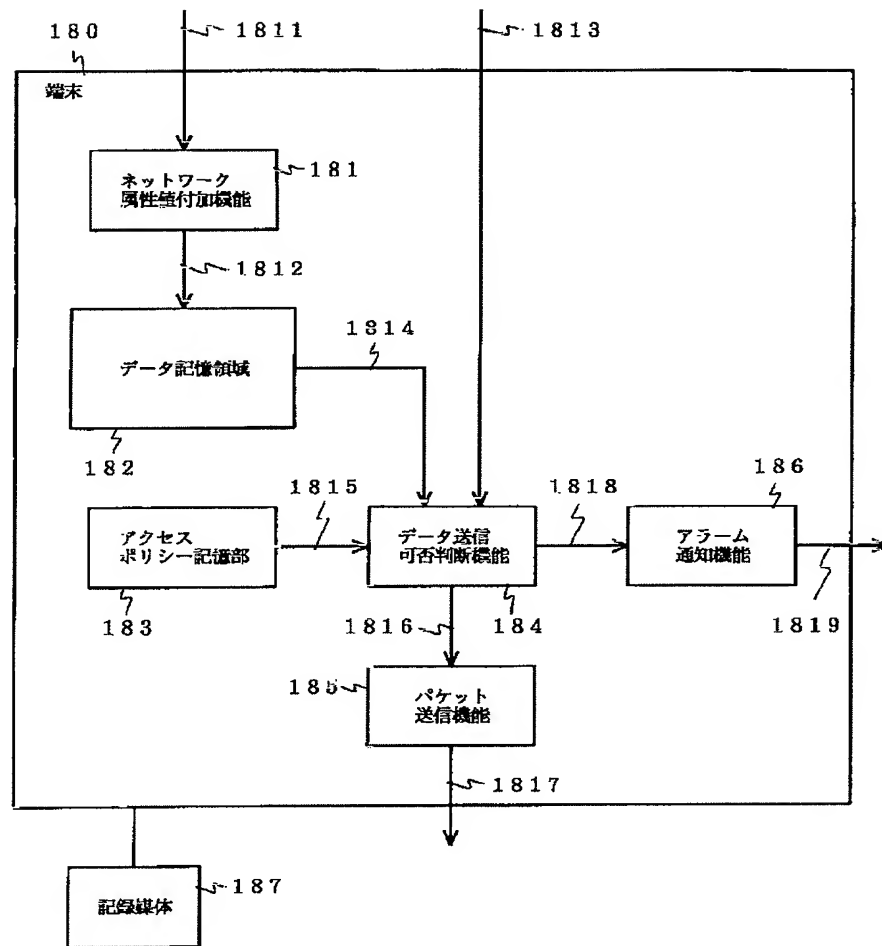 180
1811
1813
端末
ネットワーク
属性値付加機能
181
1812
データ記憶領域
1814
182
1815
1818
186
アクセス
ポリシー記憶部
データ送信
可否判断機能
アラーム
通知機能
183
1816
184
1819
185
パケット
送信機能
1817
記録媒体
187